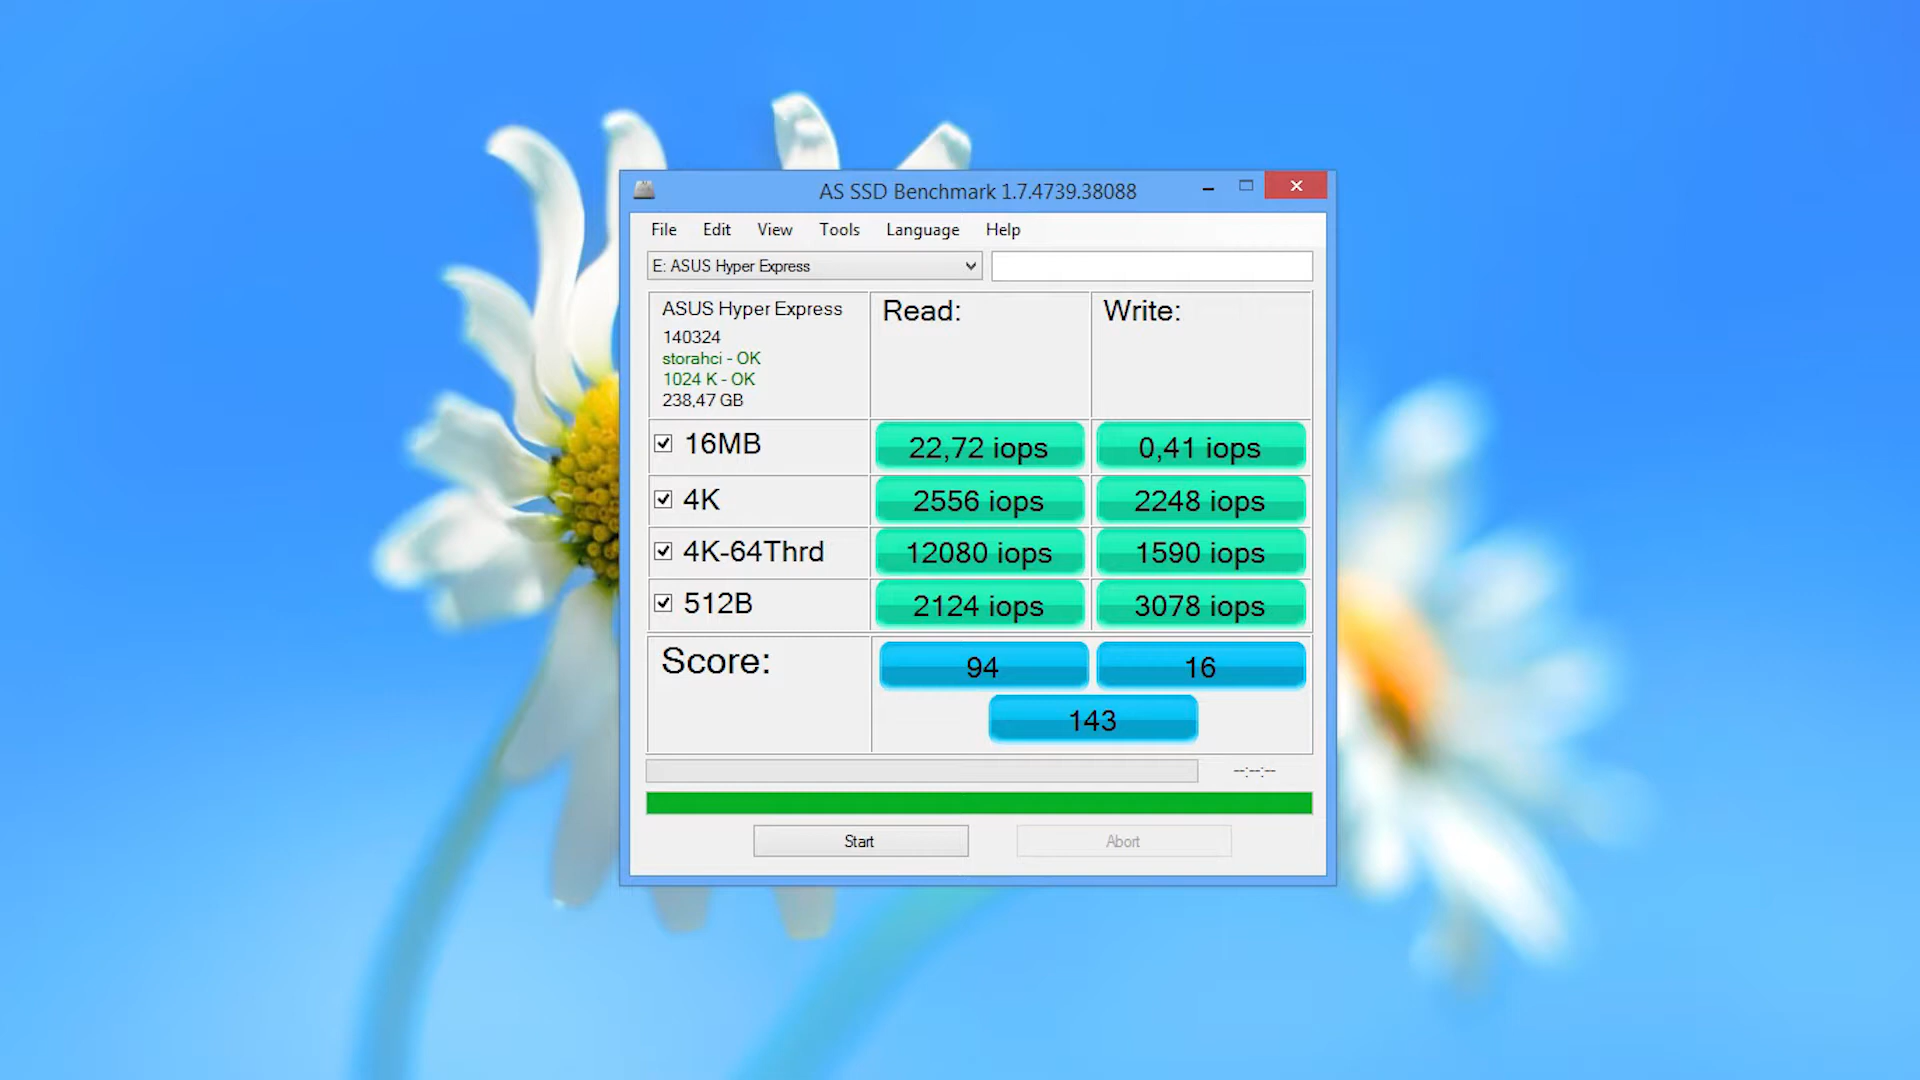 AS SSD Benchmark 1.7.4739.38088
File Edit View Tools Language Help
E: ASUS Hyper Express
ASUS Hyper Express
140324
storahci - OK
1024 K - OK
238,47 GB
Read:
Write:
16MB 22,72 iops 0,41 iops
4K 2556 iops 2248 iops
4K-64Thrd 12080 iops 1590 iops
512B 2124 iops 3078 iops
Score: 94 16
143
--:--:--
Start Abort